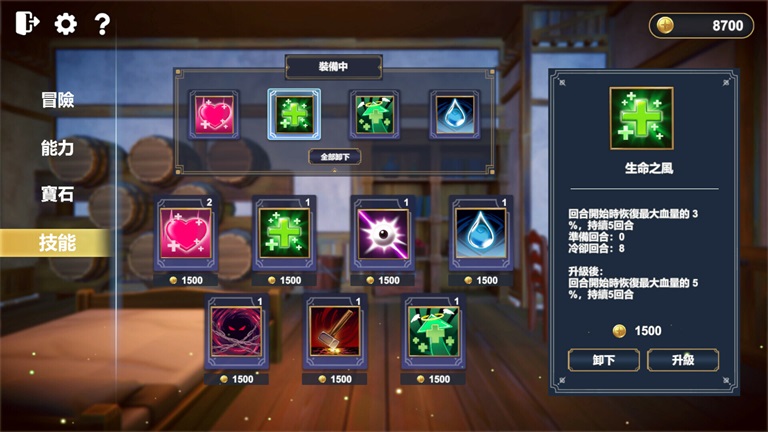 ?
8700
裝備中
全部卸下
冒險
能力
寶石
技能
2
1
1
1
1500
1500
1500
1500
1
1
1
1500
1500
1500
生命之風
回合開始時恢復最大血量的 3
%，持續5回合
準備回合：0
冷卻回合：8
升級後：
回合開始時恢復最大血量的 5
%，持續5回合
1500
卸下
升級